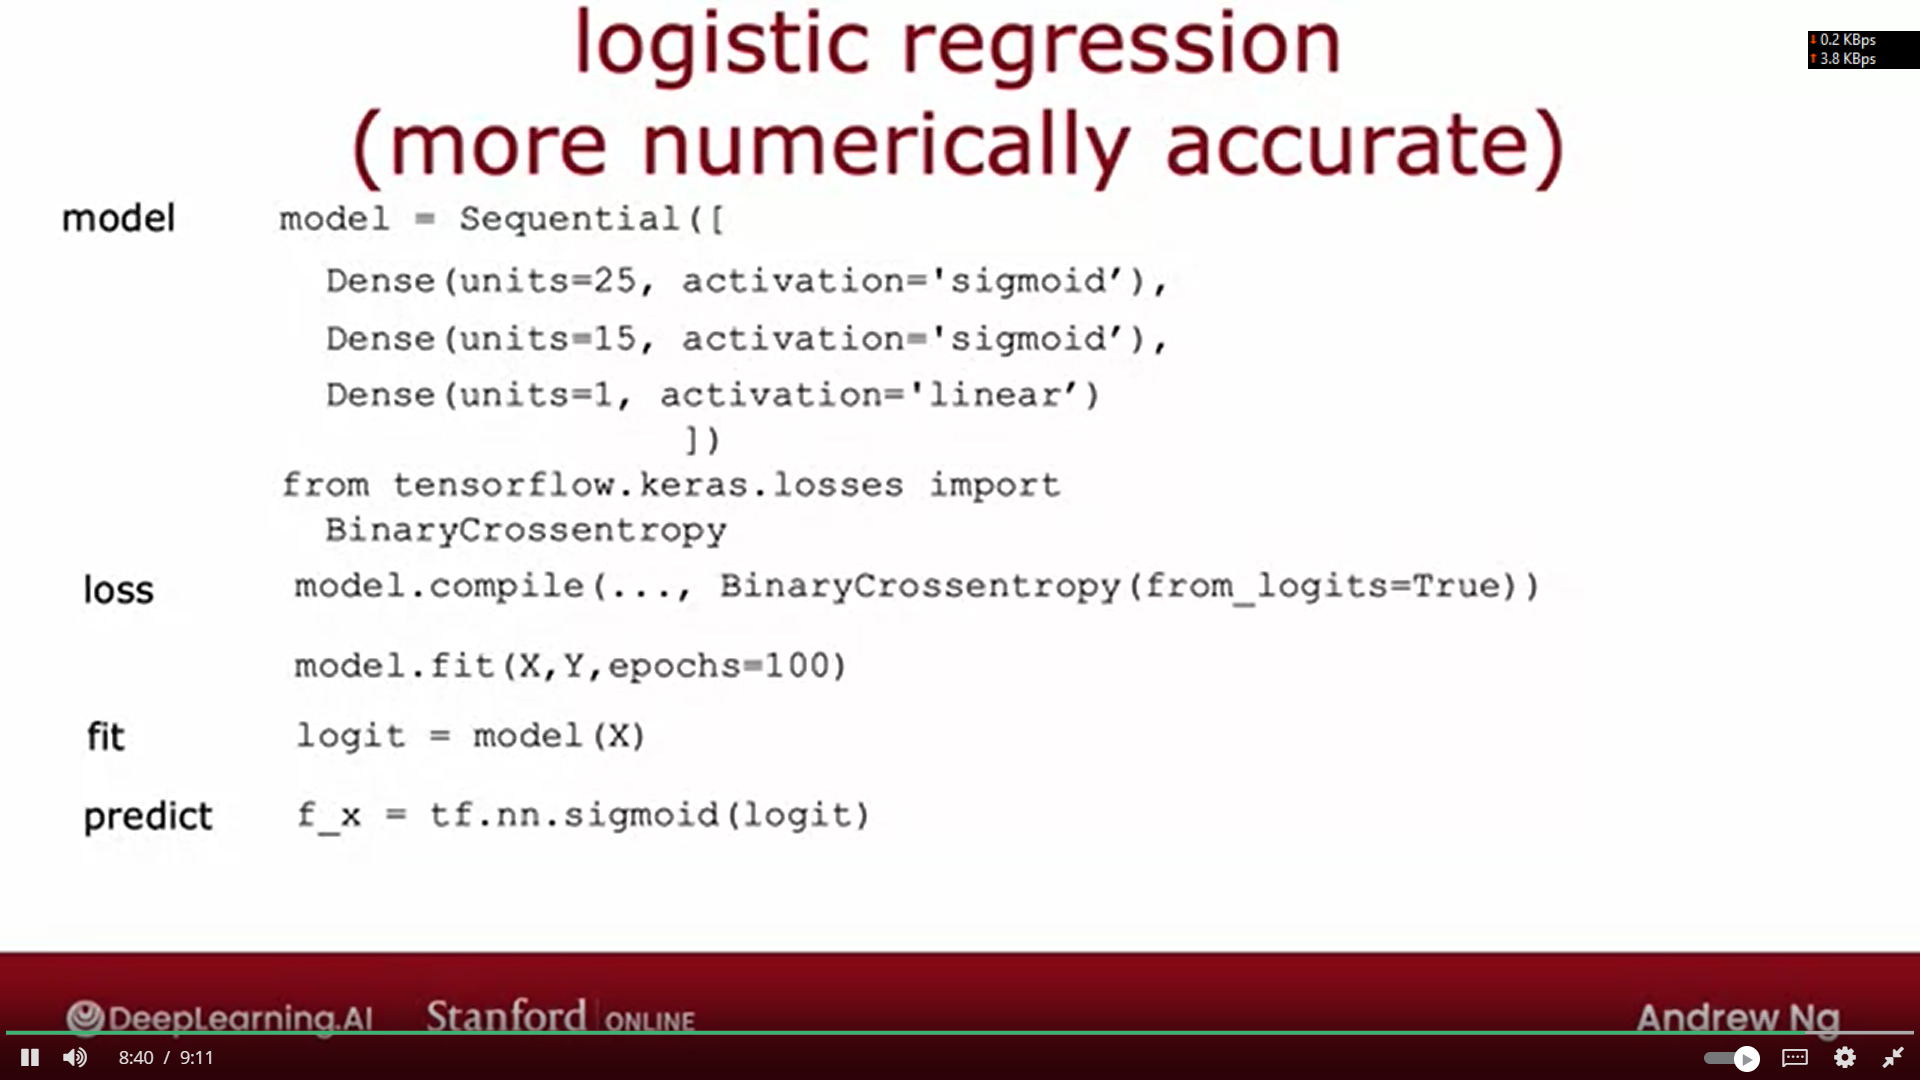 logistic regression
(more numerically accurate)
↓ 0.2 KBps
↑ 3.8 KBps
model model = Sequential([
Dense(units=25, activation='sigmoid’),
Dense(units=15, activation='sigmoid’),
Dense(units=1, activation='linear’)
])
from tensorflow.keras.losses import
BinaryCrossentropy
loss model.compile(..., BinaryCrossentropy(from_logits=True))
model.fit(X,Y,epochs=100)
fit logit = model(X)
predict f_x = tf.nn.sigmoid(logit)
DeepLearning.AI Stanford | ONLINE Andrew Ng
8:40 / 9:11